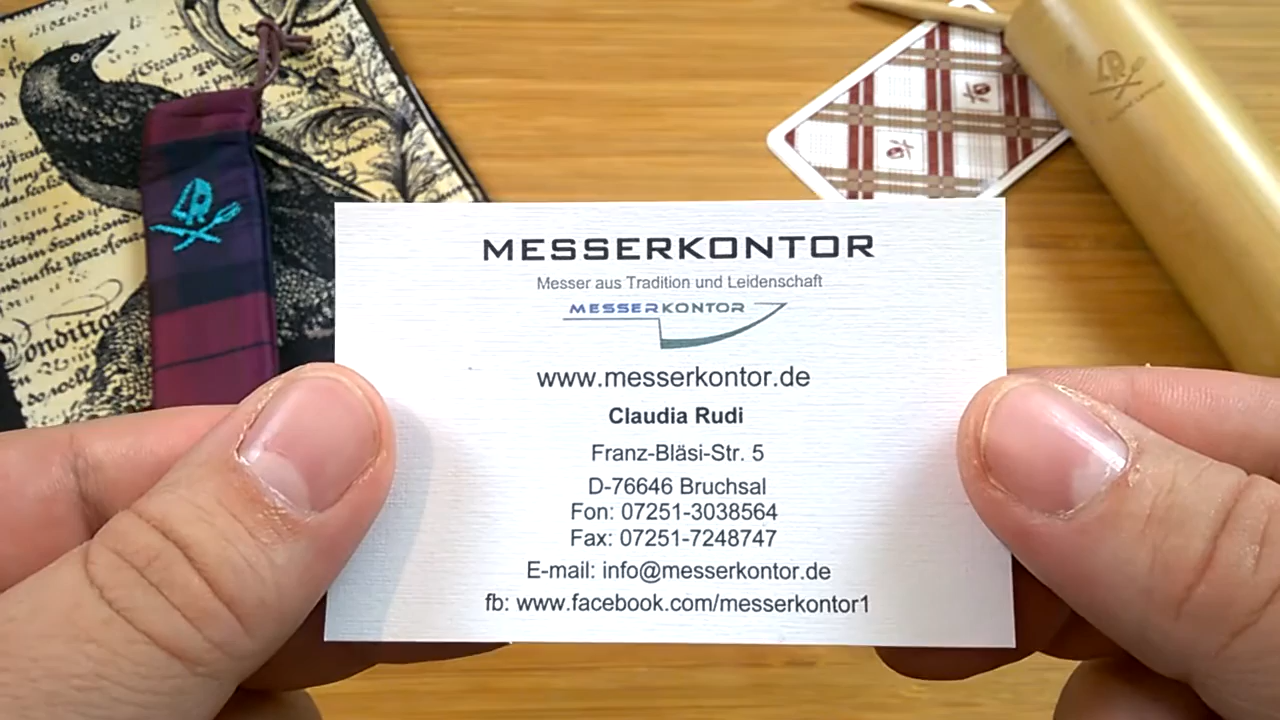 MESSERKONTOR
Messer aus Tradition und Leidenschaft
MESSERKONTOR
www.messerkontor.de
Claudia Rudi
Franz-Bläsi-Str. 5
D-76646 Bruchsal
Fon: 07251-3038564
Fax: 07251-7248747
E-mail: info@messerkontor.de
fb: www.facebook.com/messerkontor1